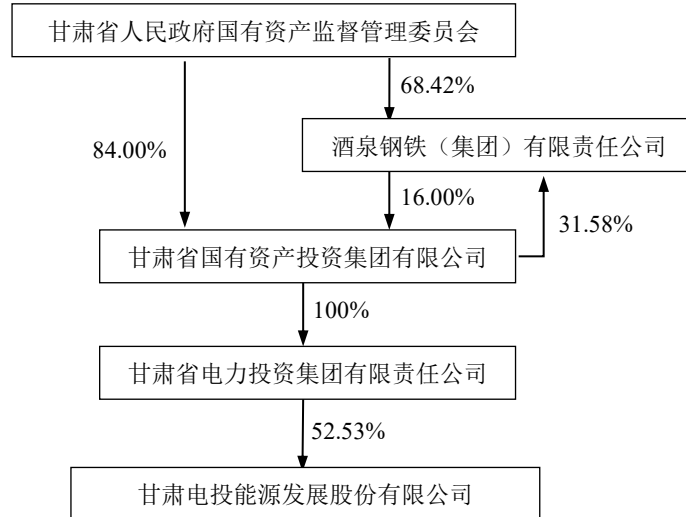 甘肃省人民政府国有资产监督管理委员会
68.42%
84.00%
酒泉钢铁（集团）有限责任公司
16.00%
31.58%
甘肃省国有资产投资集团有限公司
100%
甘肃省电力投资集团有限责任公司
52.53%
甘肃电投能源发展股份有限公司